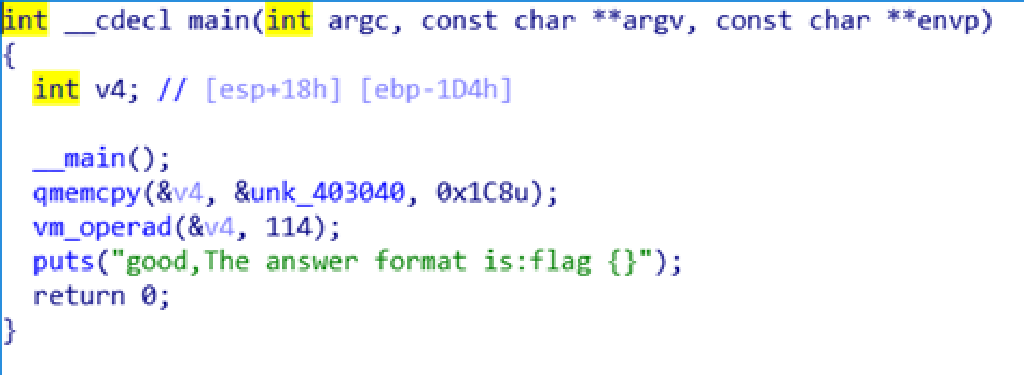 int __cdecl main(int argc, const char **argv, const char **envp)
{
int v4; // [esp+18h] [ebp-1D4h]
__main();
qmemcpy(&v4, &unk_403040, 0x1C8u);
vm_operad(&v4, 114);
puts("good,The answer format is:flag {}");
return 0;
}